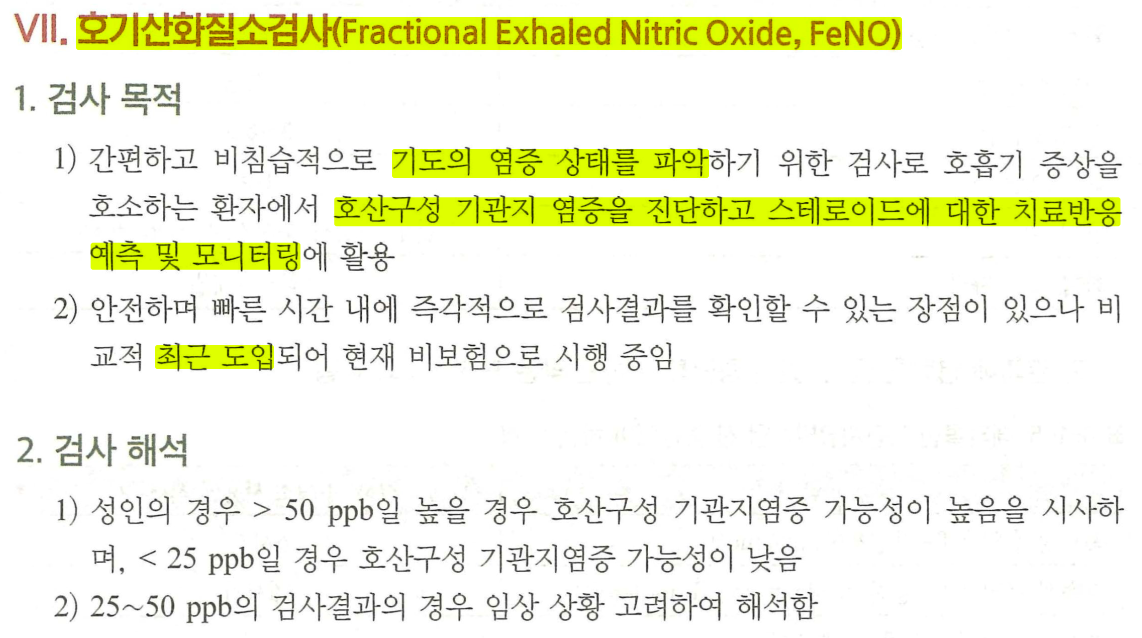 VII. 호기산화질소검사(Fractional Exhaled Nitric Oxide, FeNO)
1. 검사 목적
1) 간편하고 비침습적으로 기도의 염증 상태를 파악하기 위한 검사로 호흡기 증상을
호소하는 환자에서 호산구성 기관지 염증을 진단하고 스테로이드에 대한 치료반응
예측 및 모니터링에 활용
2) 안전하며 빠른 시간 내에 즉각적으로 검사결과를 확인할 수 있는 장점이 있으나 비
교적 최근 도입되어 현재 비보험으로 시행 중임
2. 검사 해석
1) 성인의 경우 > 50 ppb일 높을 경우 호산구성 기관지염증 가능성이 높음을 시사하
며, < 25 ppb일 경우 호산구성 기관지염증 가능성이 낮음
2) 25~50 ppb의 검사결과의 경우 임상 상황 고려하여 해석함